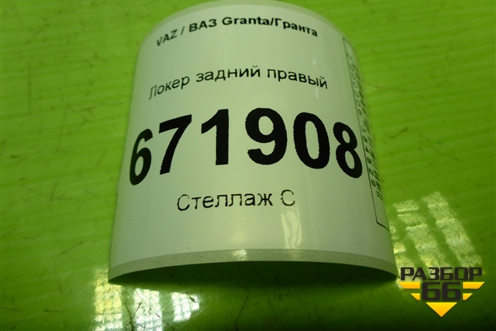 VAZ / ВАЗ Granta/Гранта
Локер задний правый
671908
Стеллаж С
РАЗБОР
66